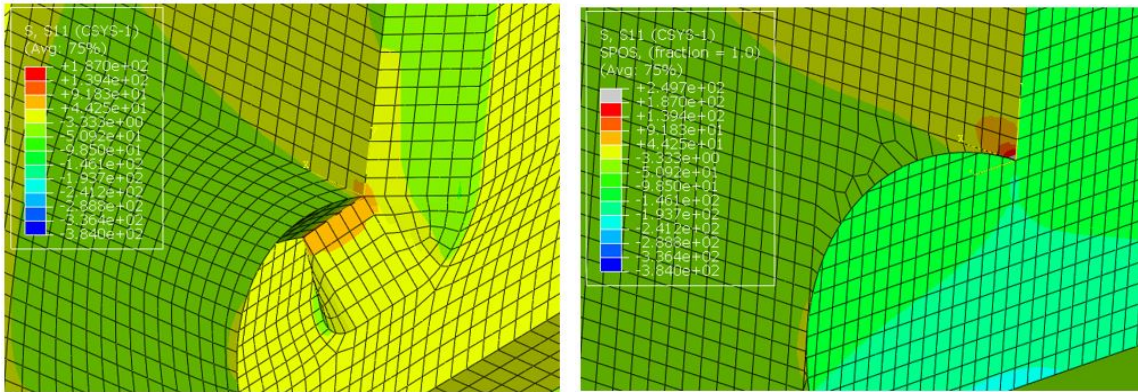 S, S11 (CSYS-1)
(Avg: 75%)
+1.870e+02
+1.394e+02
+9.183e+01
+4.425e+01
-3.333e+00
-5.092e+01
-9.850e+01
-1.461e+02
-1.937e+02
-2.412e+02
-2.888e+02
-3.364e+02
-3.840e+02
S, S11 (CSYS-1)
SPOS, (fraction = 1.0)
(Avg: 75%)
+2.497e+02
+1.870e+02
+1.394e+02
+9.183e+01
+4.425e+01
-3.333e+00
-5.092e+01
-9.850e+01
-1.461e+02
-1.937e+02
-2.412e+02
-2.888e+02
-3.364e+02
-3.840e+02